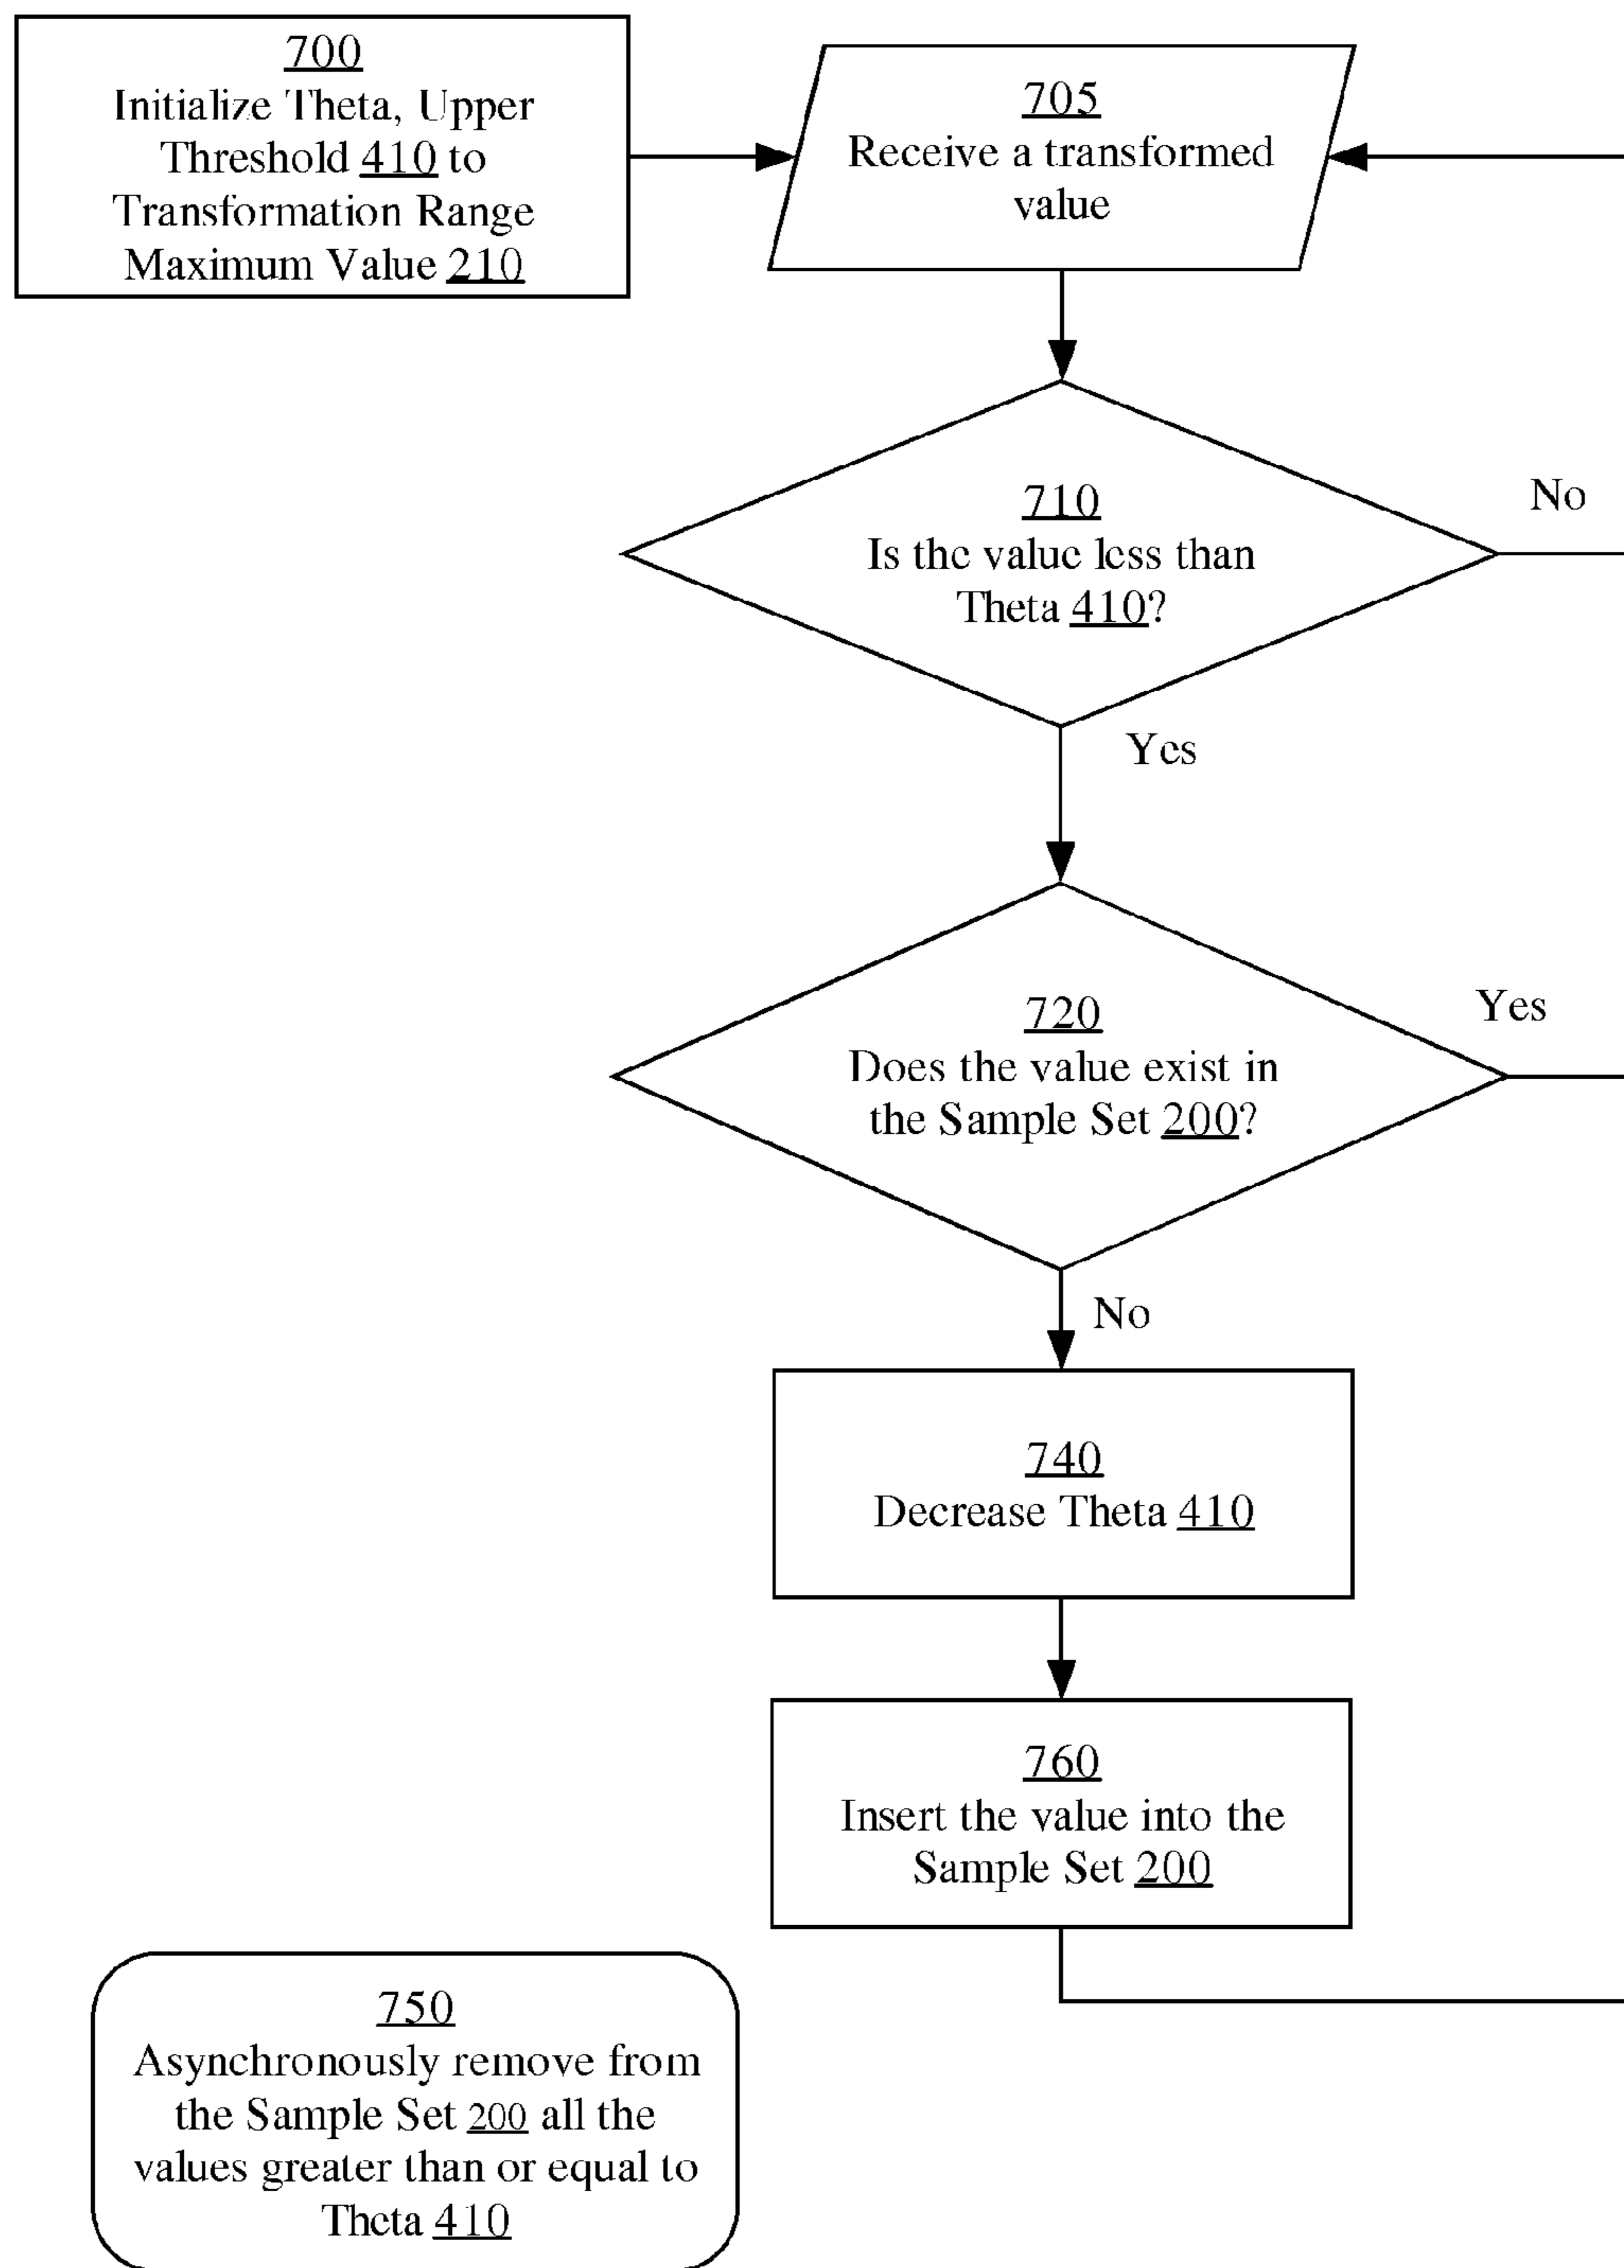 700
Initialize Theta, Upper
Threshold 410 to
Transformation Range
Maximum Value 210
705
Receive a transformed
value
710
Is the value less than
Theta 410?
No
Yes
720
Does the value exist in
the Sample Set 200?
Yes
No
740
Decrease Theta 410
760
Insert the value into the
Sample Set 200
750
Asynchronously remove from
the Sample Set 200 all the
values greater than or equal to
Theta 410